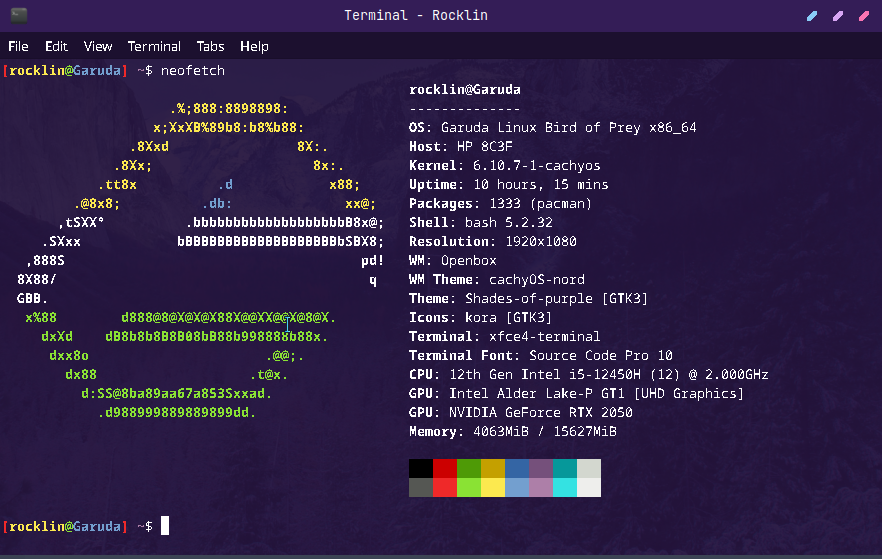 Terminal - Rocklin
File Edit View Terminal Tabs Help
[rocklin@Garuda] ~$ neofetch
.%;888:8898898:
x;XxXB%89b8:b8%b88:
.8Xxd 8X:.
.8Xx; 8x:.
.tt8x .d x88;
.@8x8; .db: xx@;
,tSXX° .bbbbbbbbbbbbbbbbbbbB8x@;
.SXxx bBBBBBBBBBBBBBBBBBBBbSBX8;
,888S pd!
8X88/ q
GBB.
x%88 d888@8@X@X@X88X@@XX@@X@8@X.
dxXd dB8b8b8B8B08bB88b998888b88x.
dxx8o .@@;.
dx88 .t@x.
d:SS@8ba89aa67a853Sxxad.
.d988999889889899dd.
rocklin@Garuda
--------------
OS: Garuda Linux Bird of Prey x86_64
Host: HP 8C3F
Kernel: 6.10.7-1-cachyos
Uptime: 10 hours, 15 mins
Packages: 1333 (pacman)
Shell: bash 5.2.32
Resolution: 1920x1080
WM: Openbox
WM Theme: cachyOS-nord
Theme: Shades-of-purple [GTK3]
Icons: kora [GTK3]
Terminal: xfce4-terminal
Terminal Font: Source Code Pro 10
CPU: 12th Gen Intel i5-12450H (12) @ 2.000GHz
GPU: Intel Alder Lake-P GT1 [UHD Graphics]
GPU: NVIDIA GeForce RTX 2050
Memory: 4063MiB / 15627MiB
[rocklin@Garuda] ~$